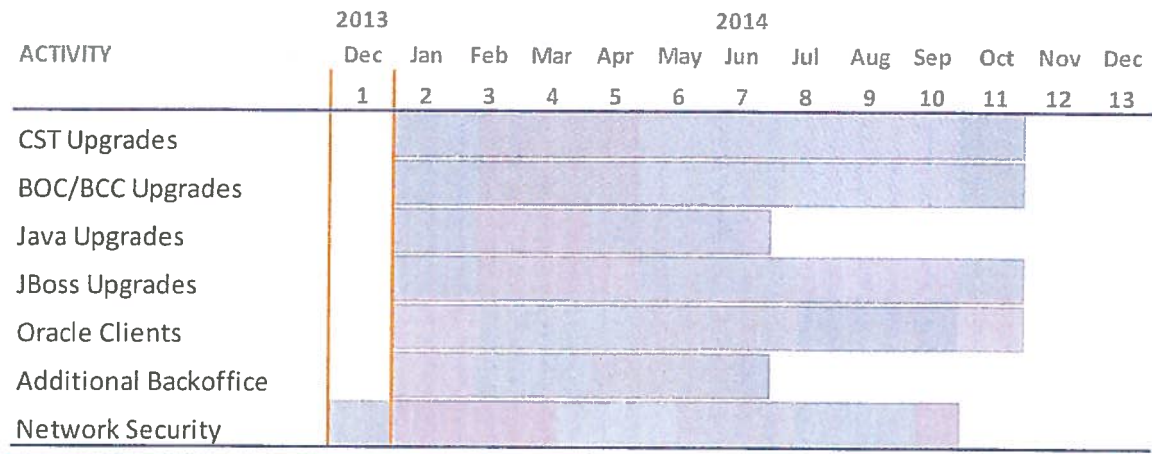 2013 2014
ACTIVITY Dec Jan Feb Mar Apr May Jun Jul Aug Sep Oct Nov Dec
1 2 3 4 5 6 7 8 9 10 11 12 13
CST Upgrades
BOC/BCC Upgrades
Java Upgrades
JBoss Upgrades
Oracle Clients
Additional Backoffice
Network Security